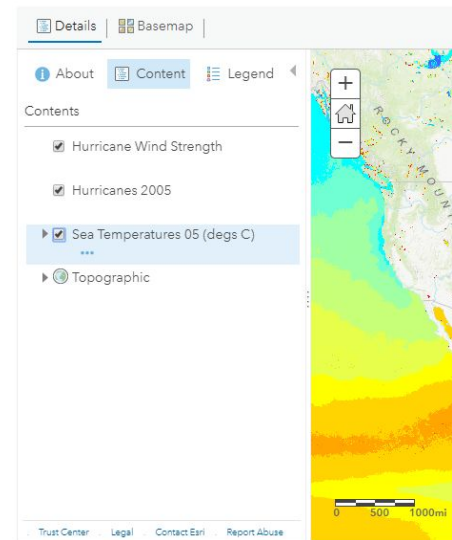 Details Basemap
About Content Legend
Contents
Hurricane Wind Strength
Hurricanes 2005
Sea Temperatures 05 (degs C)
Topographic
ROCKY MOUNT
0 500 1000mi
Trust Center Legal Contact Esri Report Abuse